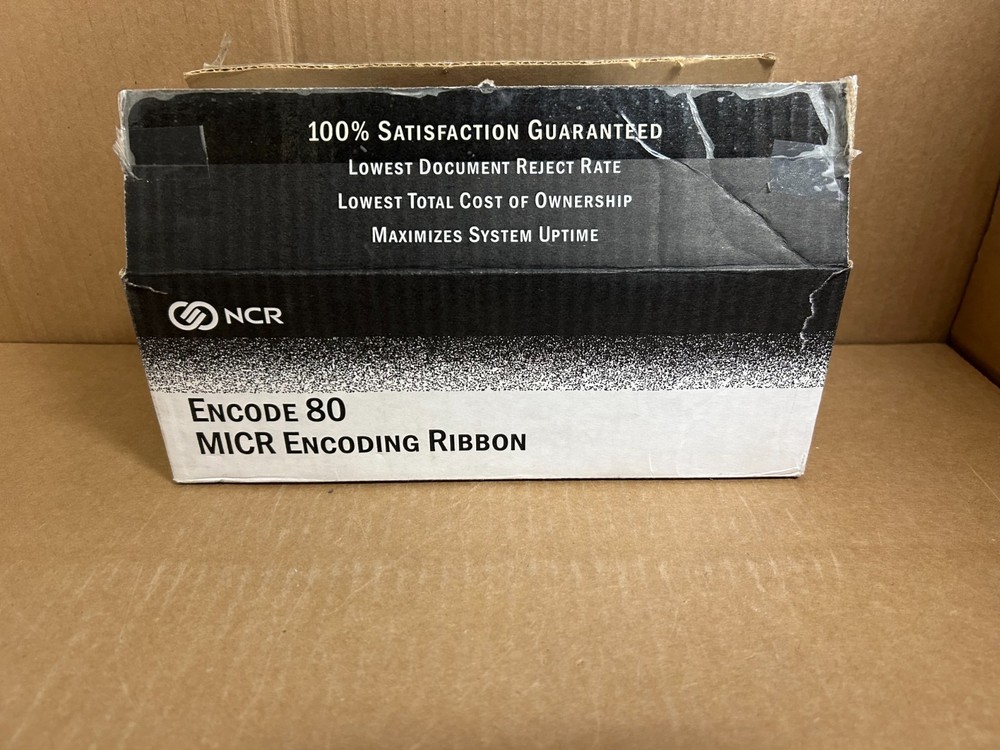 100% Satisfaction Guaranteed
Lowest Document Reject Rate
Lowest Total Cost of Ownership
Maximizes System Uptime
NCR
Encode 80
MICR Encoding Ribbon